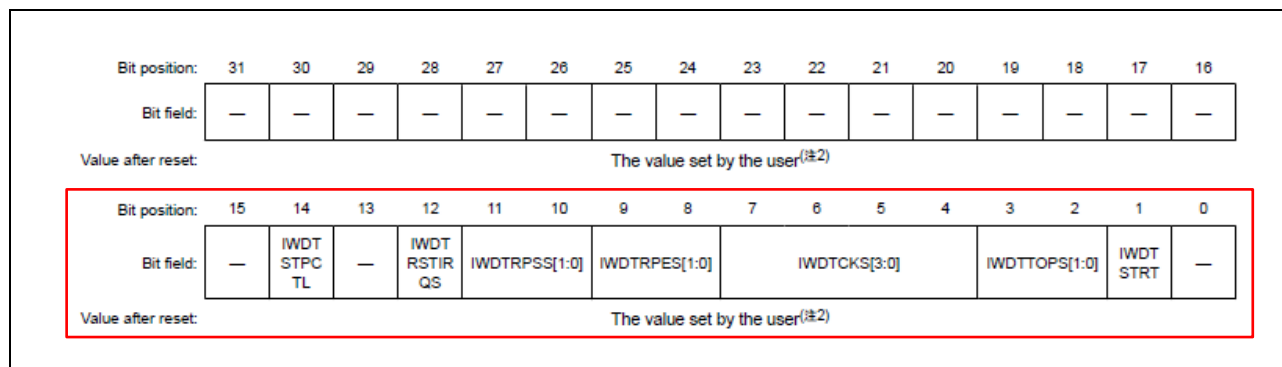 Bit position: 31 30 29 28 27 26 25 24 23 22 21 20 19 18 17 16
Bit field: — — — — — — — — — — — — — — — —
Value after reset: The value set by the user(注2)
Bit position: 15 14 13 12 11 10 9 8 7 6 5 4 3 2 1 0
Bit field: — IWDT STPC TL — IWDT RSTIR QS IWDTRPSS[1:0] IWDTRPES[1:0] IWDTCKS[3:0] IWDTTOPS[1:0] IWDT STRT —
Value after reset: The value set by the user(注2)